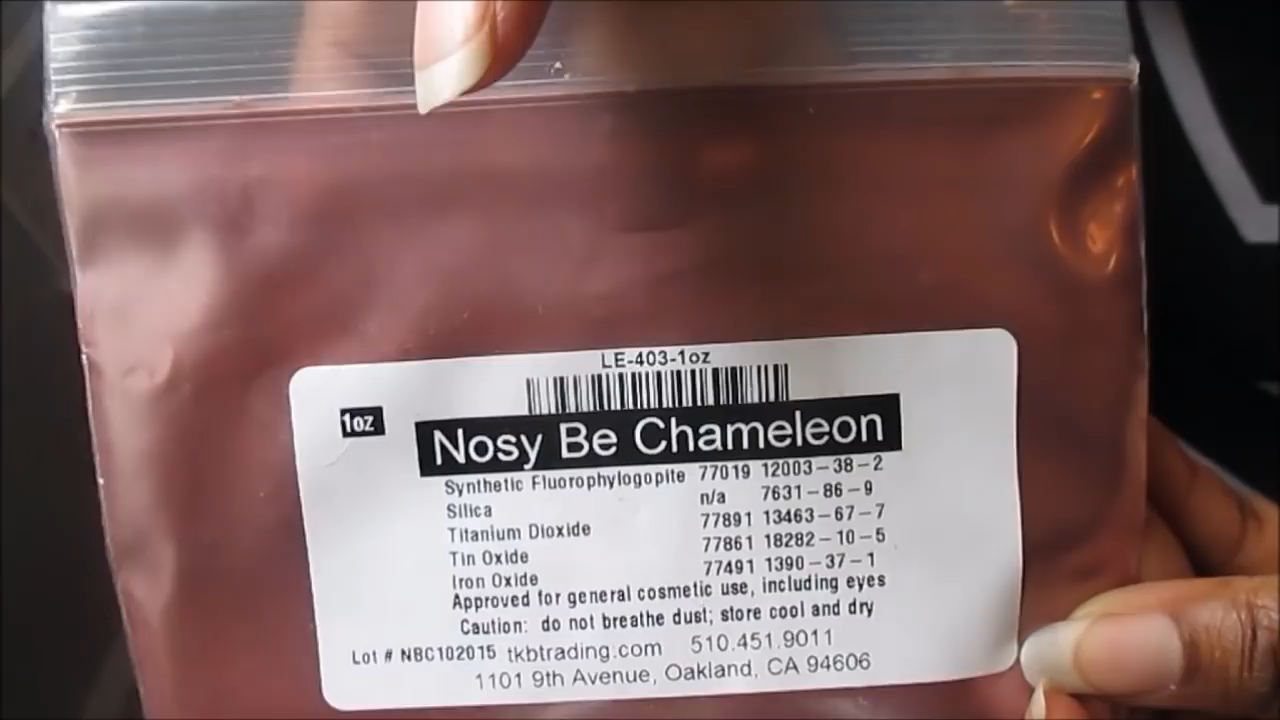 LE-403-1oz
1oz
Nosy Be Chameleon
Synthetic Fluorophylogopite 77019 12003-38-2
Silica n/a 7631-86-9
Titanium Dioxide 77891 13463-67-7
Tin Oxide 77861 18282-10-5
Iron Oxide 77491 1390-37-1
Approved for general cosmetic use, including eyes
Caution: do not breathe dust; store cool and dry
Lot # NBC102015 tkbtrading.com 510.451.9011
1101 9th Avenue, Oakland, CA 94606